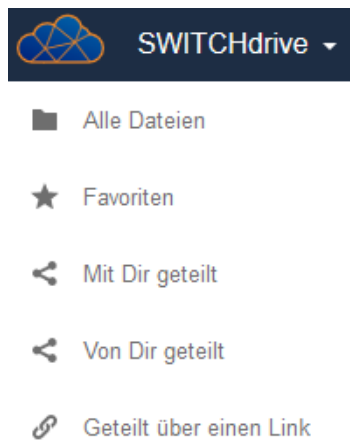 SWITCHdrive
Alle Dateien
Favoriten
Mit Dir geteilt
Von Dir geteilt
Geteilt über einen Link